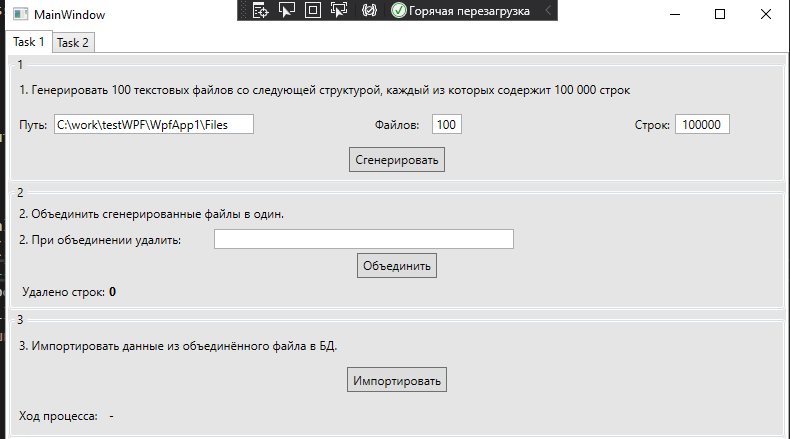 MainWindow
Горячая перезагрузка
Task 1 Task 2
1
1. Генерировать 100 текстовых файлов со следующей структурой, каждый из которых содержит 100 000 строк
Путь: C:\work\testWPF\WpfApp1\Files Файлов: 100 Строк: 100000
Сгенерировать
2
2. Объединить сгенерированные файлы в один.
2. При объединении удалить:
Объединить
Удалено строк: 0
3
3. Импортировать данные из объединённого файла в БД.
Импортировать
Ход процесса: -